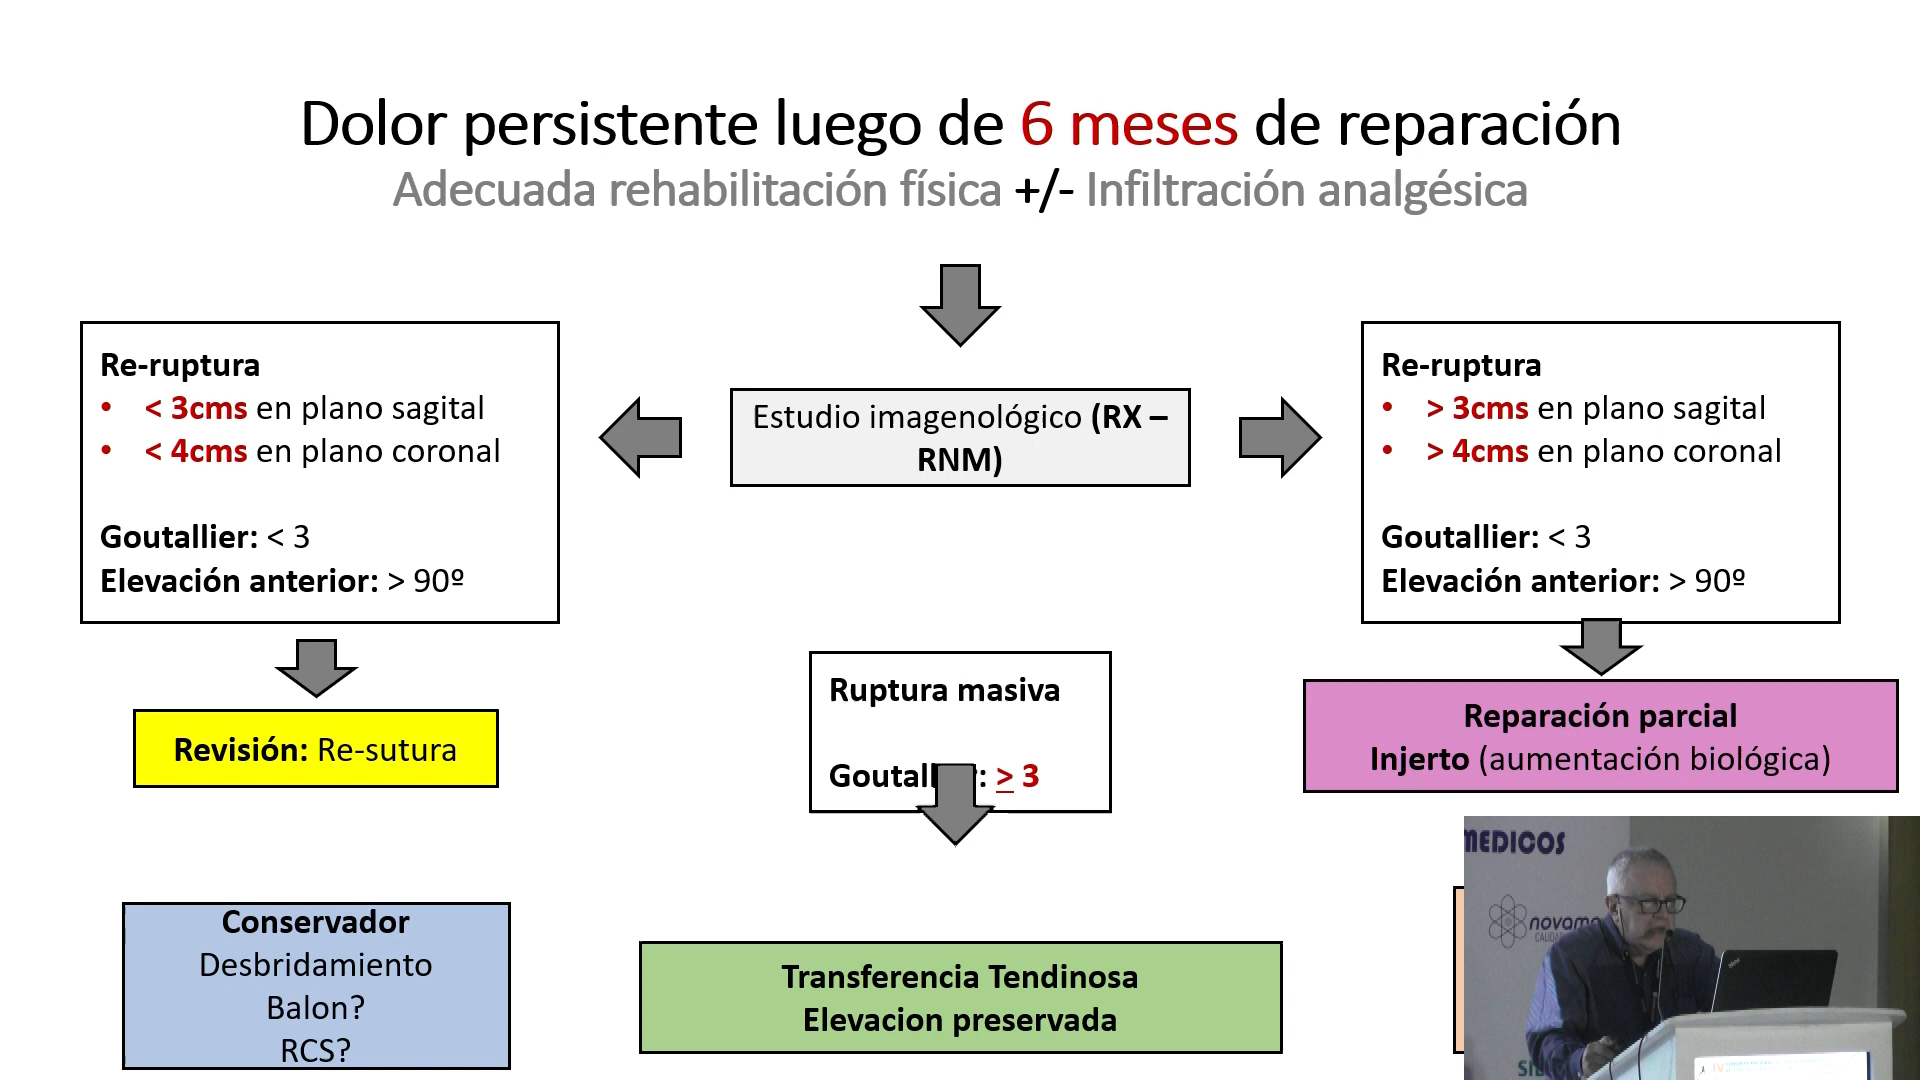 Dolor persistente luego de 6 meses de reparación
Adecuada rehabilitación física +/- Infiltración analgésica
Re-ruptura
• < 3cms en plano sagital
• < 4cms en plano coronal
Goutallier: < 3
Elevación anterior: > 90º
Revisión: Re-sutura
Estudio imagenológico (RX –
RNM)
Re-ruptura
• > 3cms en plano sagital
• > 4cms en plano coronal
Goutallier: < 3
Elevación anterior: > 90º
Reparación parcial
Injerto (aumentación biológica)
Ruptura masiva
≥ 3
Conservador
Desbridamiento
Balon?
RCS?
Transferencia Tendinosa
Elevacion preservada